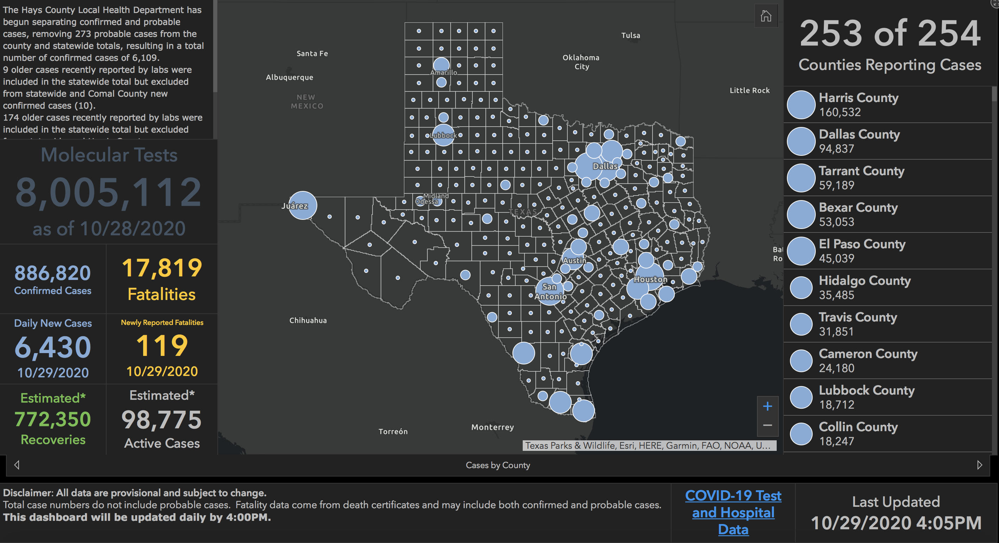 The Hays County Local Health Department has
begun separating confirmed and probable
cases, removing 273 probable cases from the
county and statewide totals, resulting in a total
number of confirmed cases of 6,109.
9 older cases recently reported by labs were
included in the statewide total but excluded
from statewide and Comal County new
confirmed cases (10).
174 older cases recently reported by labs were
included in the statewide total but excluded
Molecular Tests
8,005,112
as of 10/28/2020
886,820
Confirmed Cases
17,819
Fatalities
Daily New Cases
6,430
10/29/2020
Newly Reported Fatalities
119
10/29/2020
Estimated*
772,350
Recoveries
Estimated*
98,775
Active Cases
Tulsa
Santa Fe
Oklahoma
City
Amarillo
Albuquerque
Little Rock
NEW
MEXICO
Lubbock
Dallas
Midland
Odessa
Juárez
TEXAS
Bat
Ro
Austin
Houston
San
Antonio
Chihuahua
Monterrey
Torreón
+
−
Texas Parks & Wildlife, Esri, HERE, Garmin, FAO, NOAA, U...
253 of 254
Counties Reporting Cases
Harris County
160,532
Dallas County
94,837
Tarrant County
59,189
Bexar County
53,053
El Paso County
45,039
Hidalgo County
35,485
Travis County
31,851
Cameron County
24,180
Lubbock County
18,712
Collin County
18,247
Cases by County
Disclaimer: All data are provisional and subject to change.
Total case numbers do not include probable cases. Fatality data come from death certificates and may include both confirmed and probable cases.
This dashboard will be updated daily by 4:00PM.
COVID-19 Test
and Hospital
Data
Last Updated
10/29/2020 4:05PM